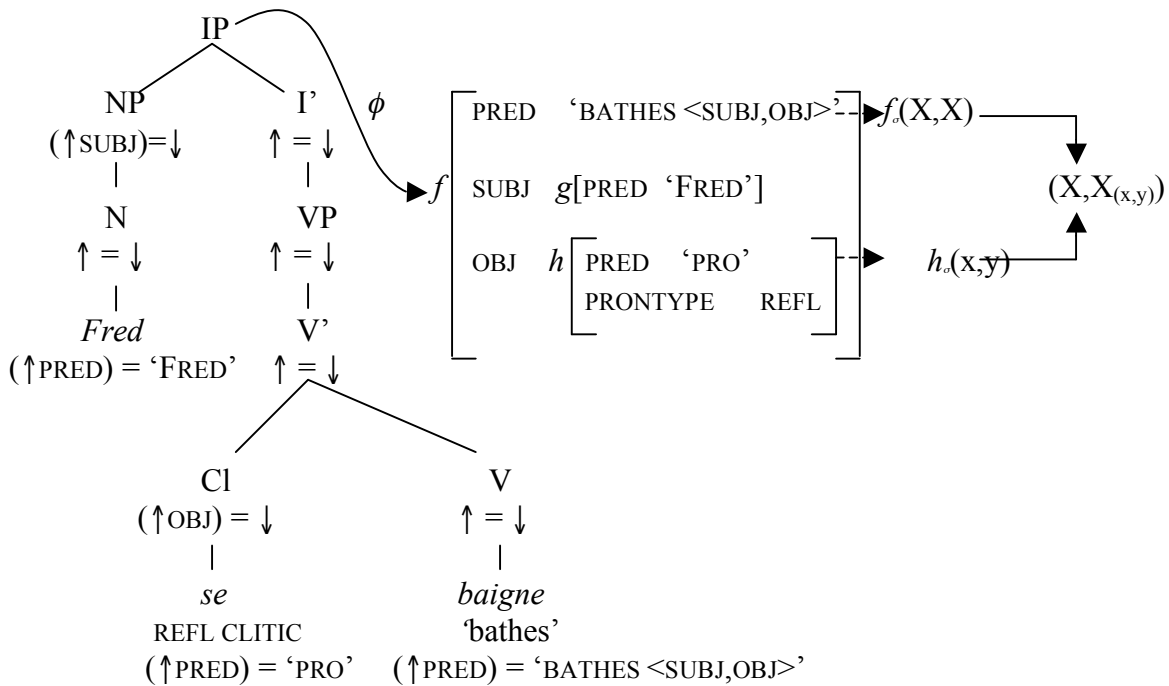 IP
NP I’ ϕ
(↑SUBJ)=↓ ↑ = ↓
N VP
↑ = ↓ ↑ = ↓
Fred V’
(↑PRED) = ‘FRED’ ↑ = ↓
Cl V
(↑OBJ) = ↓ ↑ = ↓
se baigne
REFL CLITIC ‘bathes’
(↑PRED) = ‘PRO’ (↑PRED) = ‘BATHES <SUBJ,OBJ>’
f
PRED ‘BATHES <SUBJ,OBJ>’
SUBJ g[PRED ‘FRED’]
OBJ h[PRED ‘PRO’
PRONTYPE REFL]
fσ(X,X)
(X,X(x,y))
hσ(x,y)